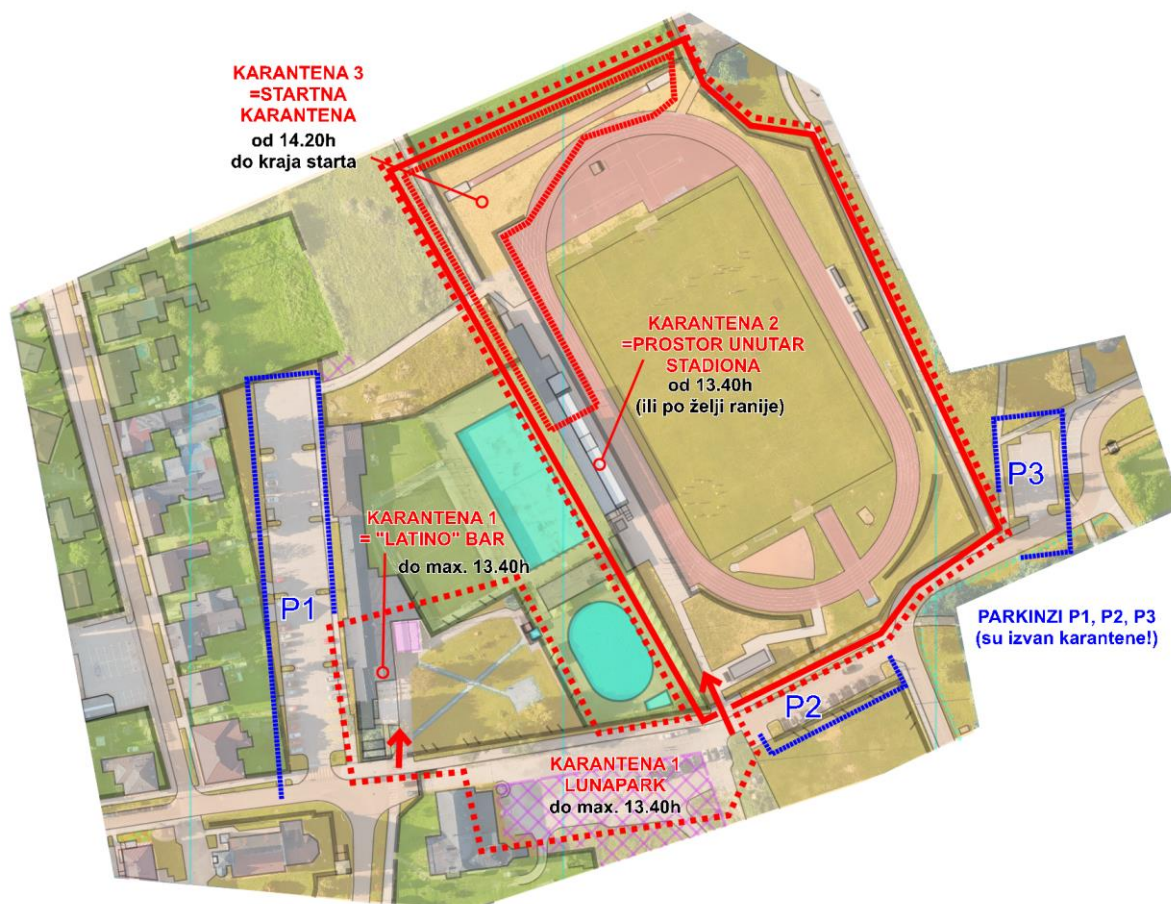 KARANTENA 3
=STARTNA
KARANTENA
od 14.20h
do kraja starta
KARANTENA 2
=PROSTOR UNUTAR
STADIONA
od 13.40h
(ili po želji ranije)
P3
KARANTENA 1
= "LATINO" BAR
do max. 13.40h
P1
PARKINZI P1, P2, P3
(su izvan karantene!)
P2
KARANTENA 1
LUNAPARK
do max. 13.40h